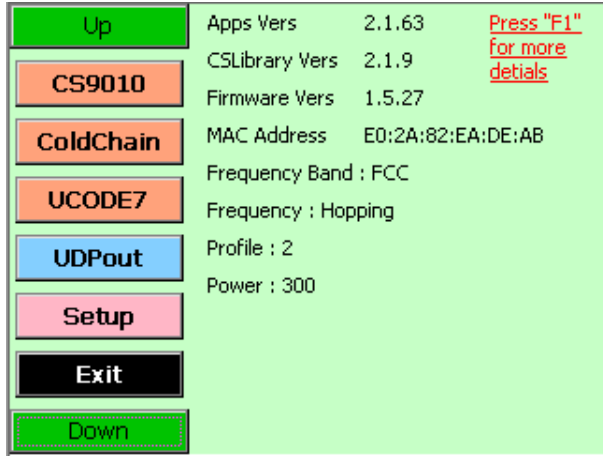 Up
CS9010
ColdChain
UCODE7
UDPout
Setup
Exit
Down
Apps Vers 2.1.63
CSLibrary Vers 2.1.9
Firmware Vers 1.5.27
MAC Address E0:2A:82:EA:DE:AB
Frequency Band : FCC
Frequency : Hopping
Profile : 2
Power : 300
Press "F1"
for more
detials